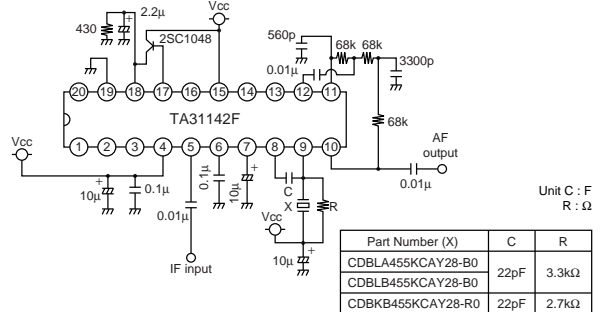 Vcc
2.2μ
430
2SC1048
560p
68k 68k
0.01μ
3300p
20 19 18 17 16 15 14 13 12 11
TA31142F
68k
1 2 3 4 5 6 7 8 9 10
Vcc
AF
output
10μ
0.1μ
0.01μ
0.1μ
10μ
C
X
R
0.01μ
Vcc
10μ
IF input
Unit C : F
R : Ω
Part Number (X) C R
CDBLA455KCAY28-B0
22pF 3.3kΩ
CDBLB455KCAY28-B0
CDBKB455KCAY28-R0 22pF 2.7kΩ